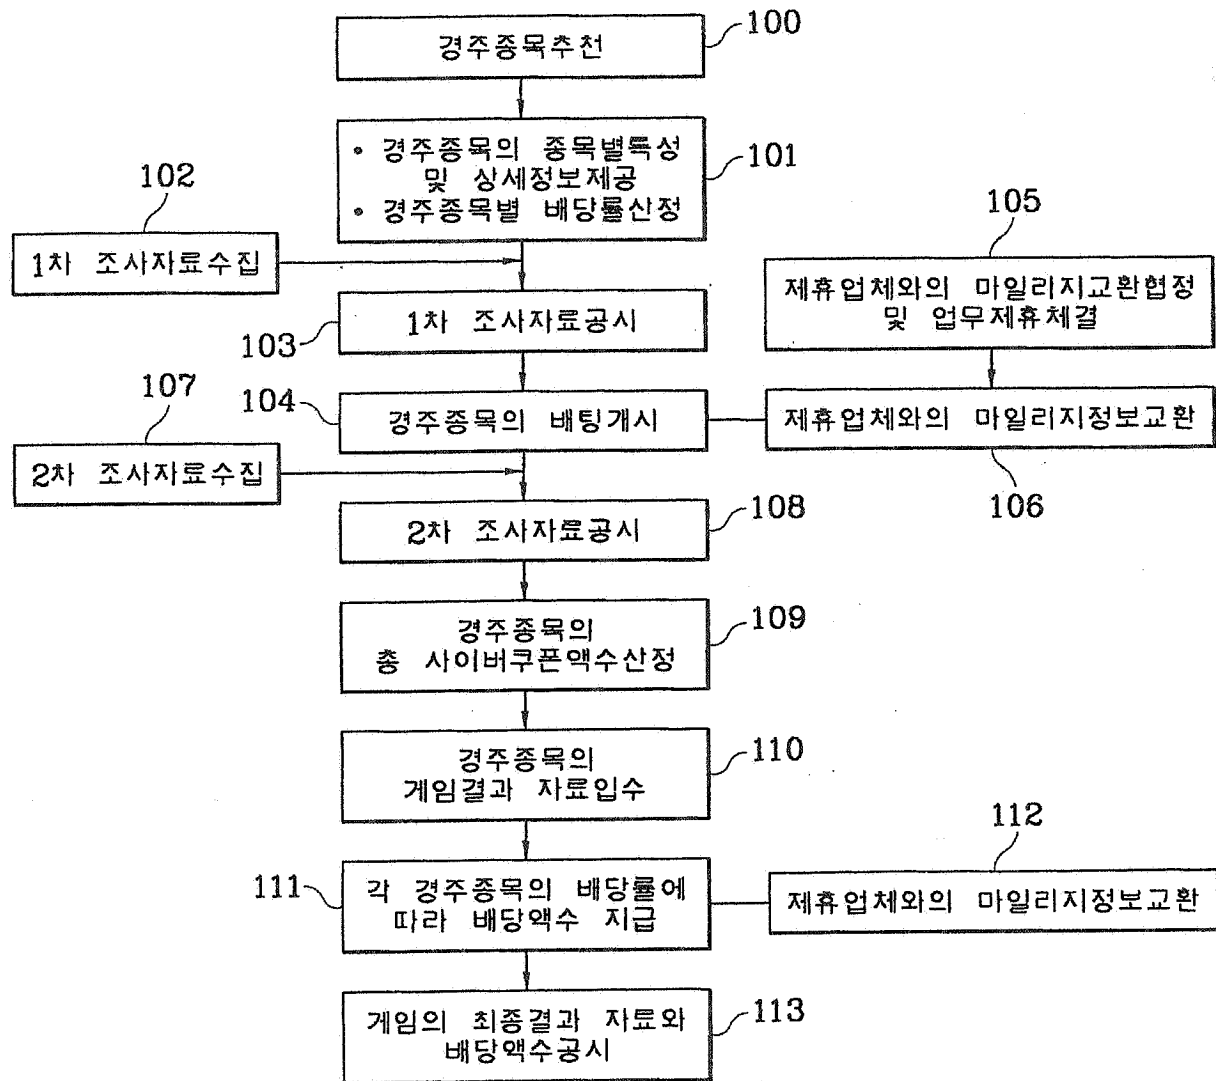 경주종목추천
100
• 경주종목의 종목별특성
및 상세정보제공
• 경주종목별 배당률산정
101
102
1차 조사자료수집
105
제휴업체와의 마일리지교환협정
및 업무제휴체결
1차 조사자료공시
103
107
104
경주종목의 배팅개시
제휴업체와의 마일리지정보교환
106
2차 조사자료수집
2차 조사자료공시
108
경주종목의
총 사이버쿠폰액수산정
109
경주종목의
게임결과 자료입수
110
111
각 경주종목의 배당률에
따라 배당액수 지급
112
제휴업체와의 마일리지정보교환
게임의 최종결과 자료와
배당액수공시
113